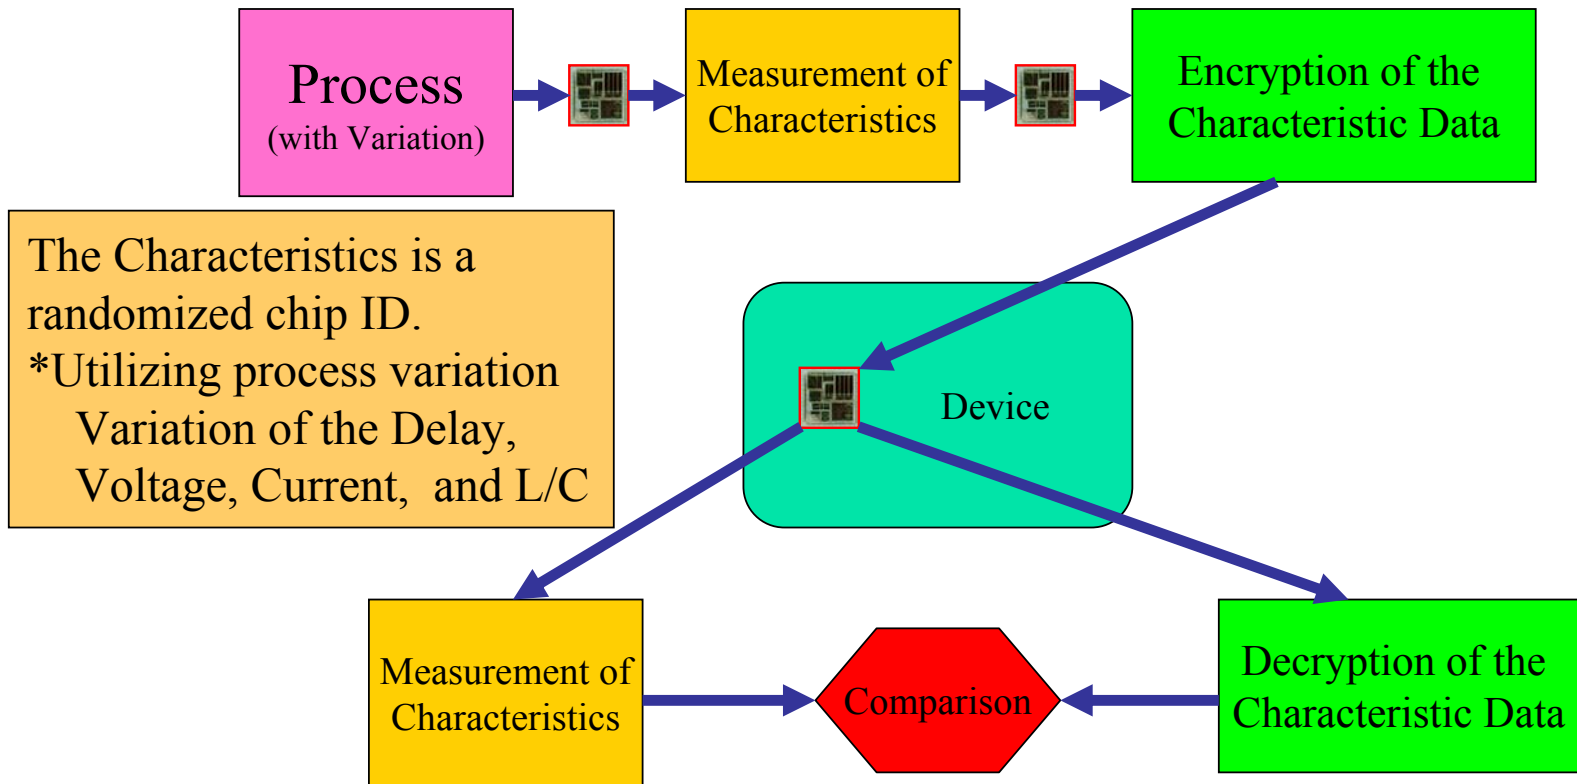 Process
(with Variation)
Measurement of
Characteristics
Encryption of the
Characteristic Data
The Characteristics is a
randomized chip ID.
*Utilizing process variation
Variation of the Delay,
Voltage, Current,  and L/C
Device
Measurement of
Characteristics
Comparison
Decryption of the
Characteristic Data